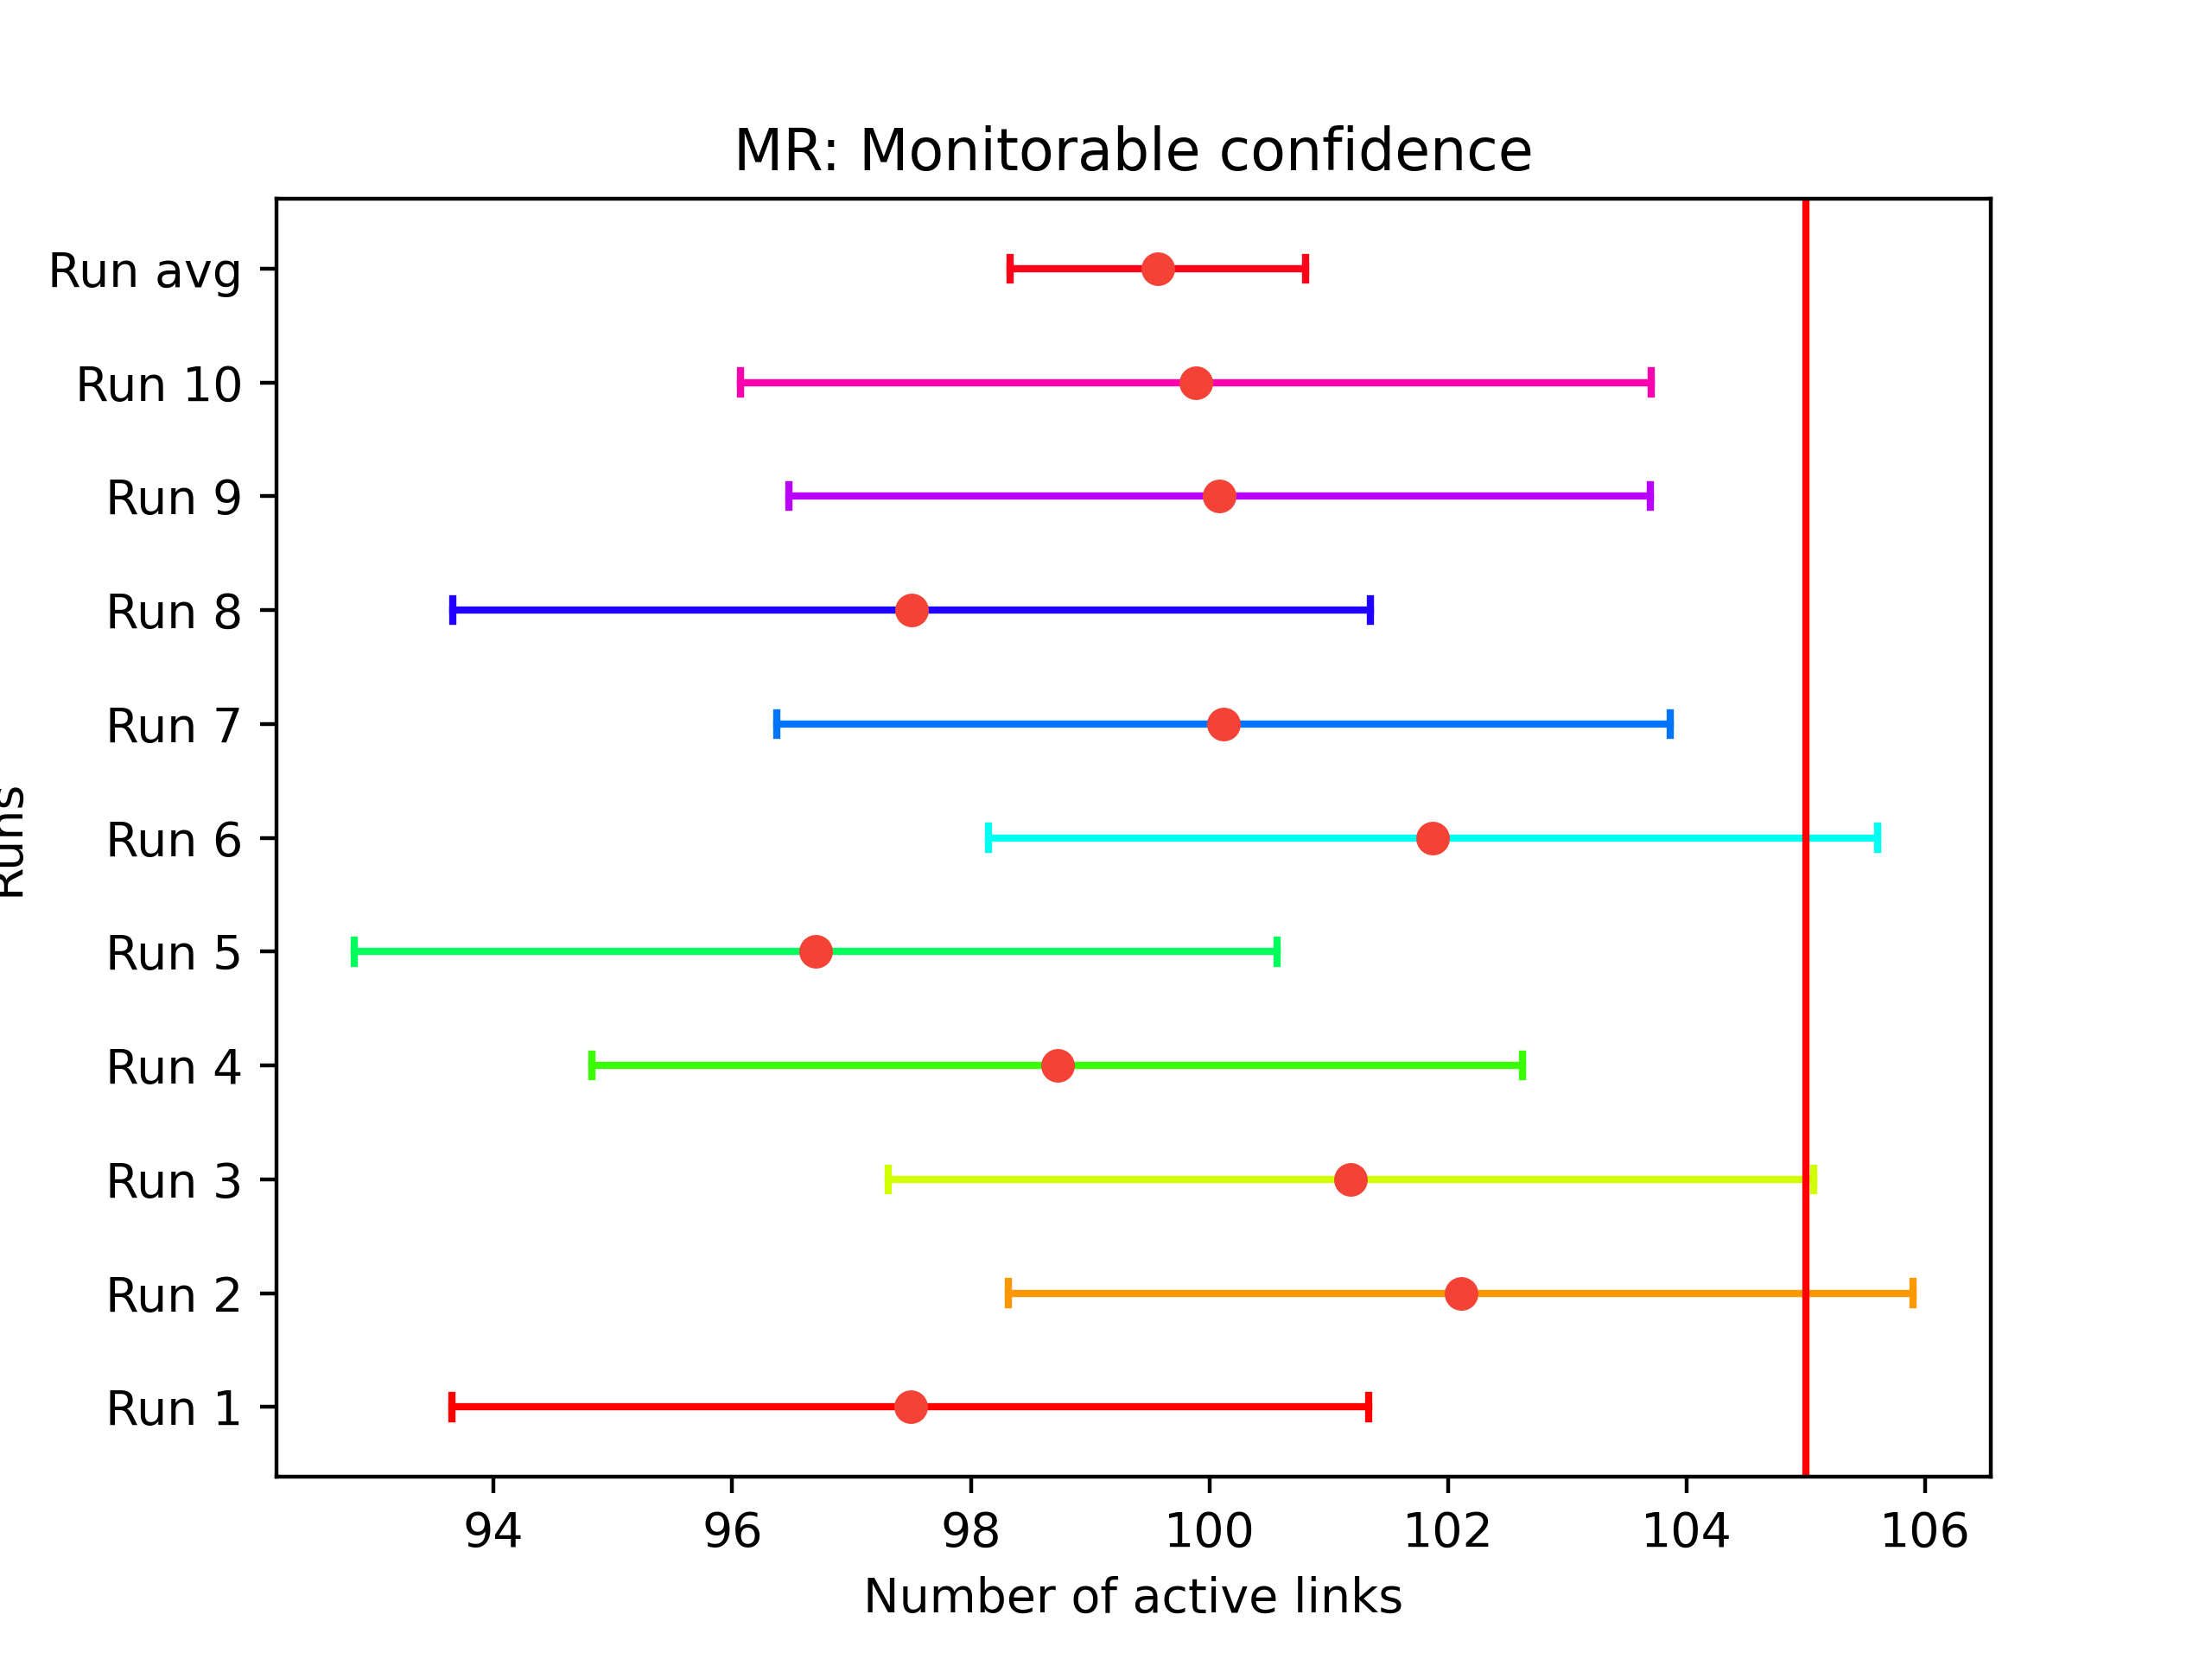 MR: Monitorable confidence
Run avg
Run 10
Run 9
Run 8
Run 7
Run 6
Run 5
Run 4
Run 3
Run 2
Run 1
Runs
94 96 98 100 102 104 106
Number of active links